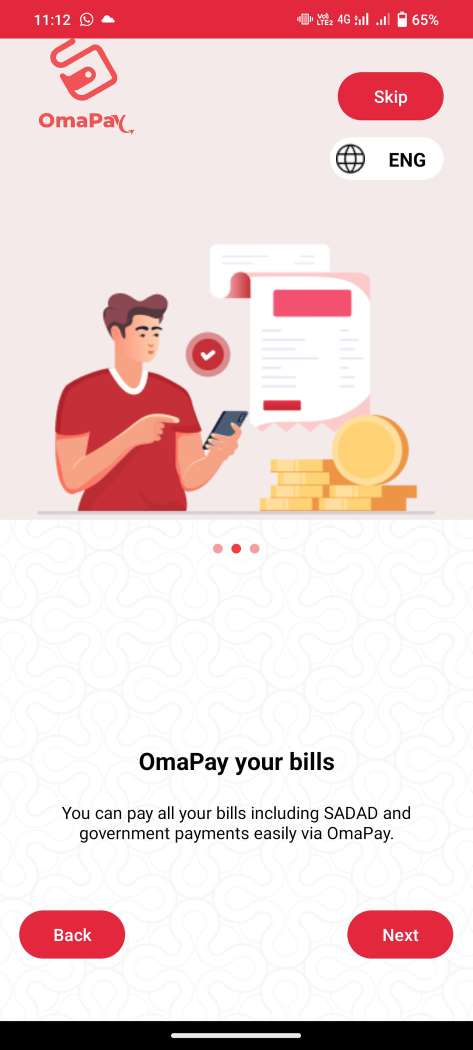 11:12
Vo)) LTE2 4G 65%
OmaPay
Skip
ENG
OmaPay your bills
You can pay all your bills including SADAD and
government payments easily via OmaPay.
Back
Next